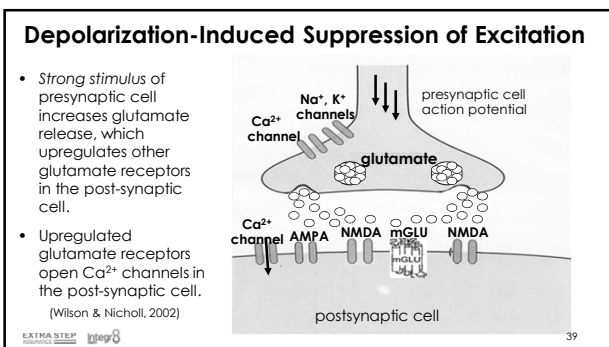 Depolarization-Induced Suppression of Excitation
• Strong stimulus of
presynaptic cell
increases glutamate
release, which
upregulates other
glutamate receptors
in the post-synaptic
cell.
• Upregulated
glutamate receptors
open Ca²⁺ channels in
the post-synaptic cell.
(Wilson & Nicholl, 2002)
Na⁺, K⁺
channels
Ca²⁺
channel
presynaptic cell
action potential
glutamate
Ca²⁺
channel
AMPA
NMDA
mGLU
NMDA
mGLU
postsynaptic cell
EXTRA STEP
ASSURANCE
integr8
39